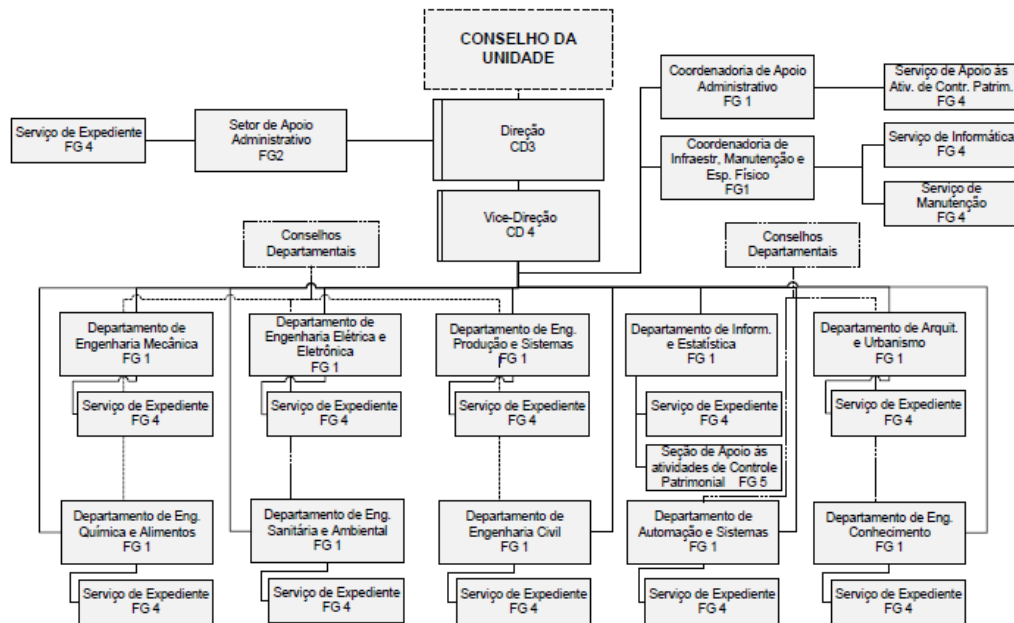 CONSELHO DA
UNIDADE
Coordenadoria de Apoio
Administrativo
FG 1
Serviço de Apoio às
Ativ. de Contr. Patrim.
FG 4
Serviço de Expediente
FG 4
Setor de Apoio
Administrativo
FG2
Direção
CD3
Coordenadoria de
Infraestr, Manutenção e
Esp. Físico
FG1
Serviço de Informática
FG 4
Serviço de
Manutenção
FG 4
Vice-Direção
CD 4
Conselhos
Departamentais
Conselhos
Departamentais
Departamento de
Engenharia Mecânica
FG 1
Departamento de
Engenharia Elétrica e
Eletrônica
FG 1
Departamento de Eng.
Produção e Sistemas
FG 1
Departamento de Inform.
e Estatística
FG 1
Departamento de Arquit.
e Urbanismo
FG 1
Serviço de Expediente
FG 4
Serviço de Expediente
FG 4
Serviço de Expediente
FG 4
Serviço de Expediente
FG 4
Serviço de Expediente
FG 4
Seção de Apoio às
atividades de Controle
Patrimonial FG 5
Departamento de Eng.
Química e Alimentos
FG 1
Departamento de Eng.
Sanitária e Ambiental
FG 1
Departamento de
Engenharia Civil
FG 1
Departamento de
Automação e Sistemas
FG 1
Departamento de Eng.
Conhecimento
FG 1
Serviço de Expediente
FG 4
Serviço de Expediente
FG 4
Serviço de Expediente
FG 4
Serviço de Expediente
FG 4
Serviço de Expediente
FG 4